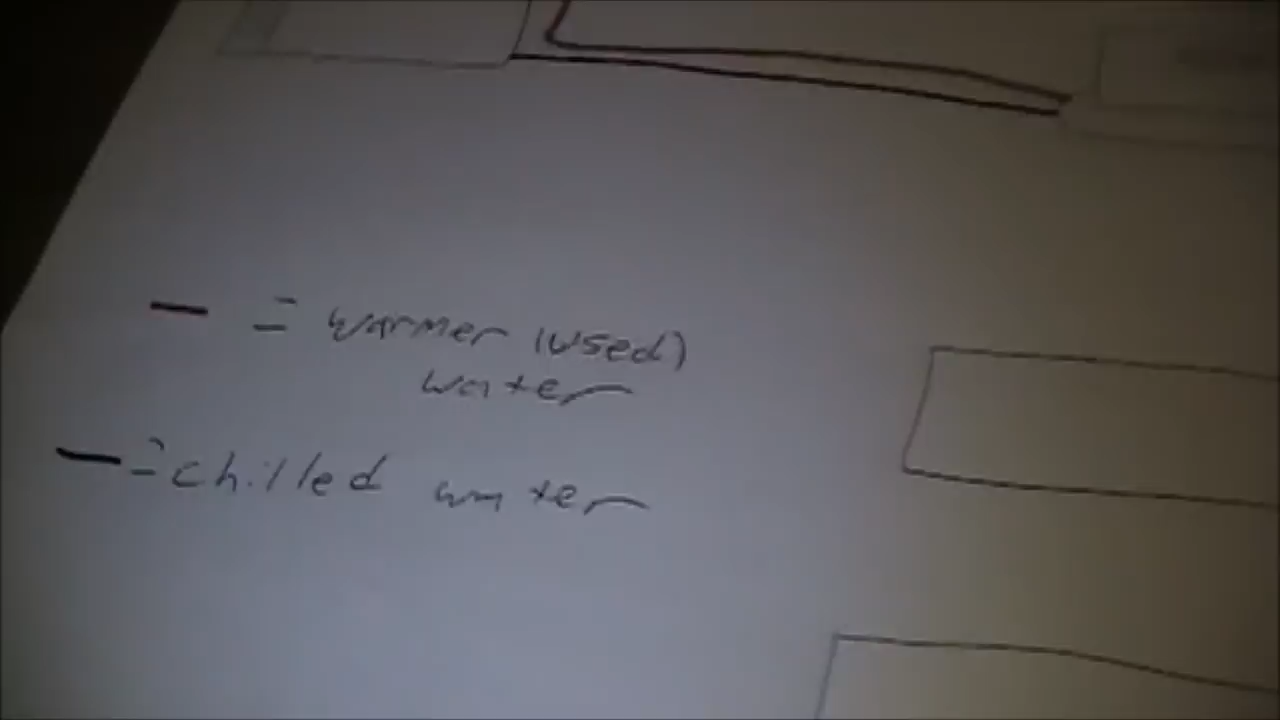 — = warmer (used)
water
— = chilled water